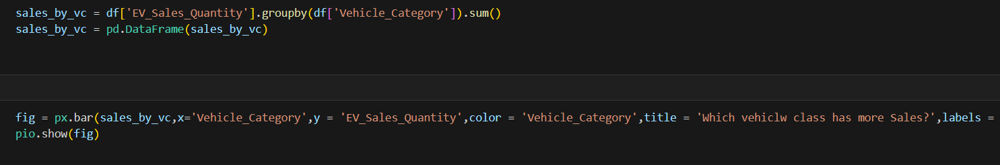 sales_by_vc = df['EV_Sales_Quantity'].groupby(df['Vehicle_Category']).sum()
sales_by_vc = pd.DataFrame(sales_by_vc)
fig = px.bar(sales_by_vc,x='Vehicle_Category',y = 'EV_Sales_Quantity',color = 'Vehicle_Category',title = 'Which vehiclw class has more Sales?',labels =
pio.show(fig)